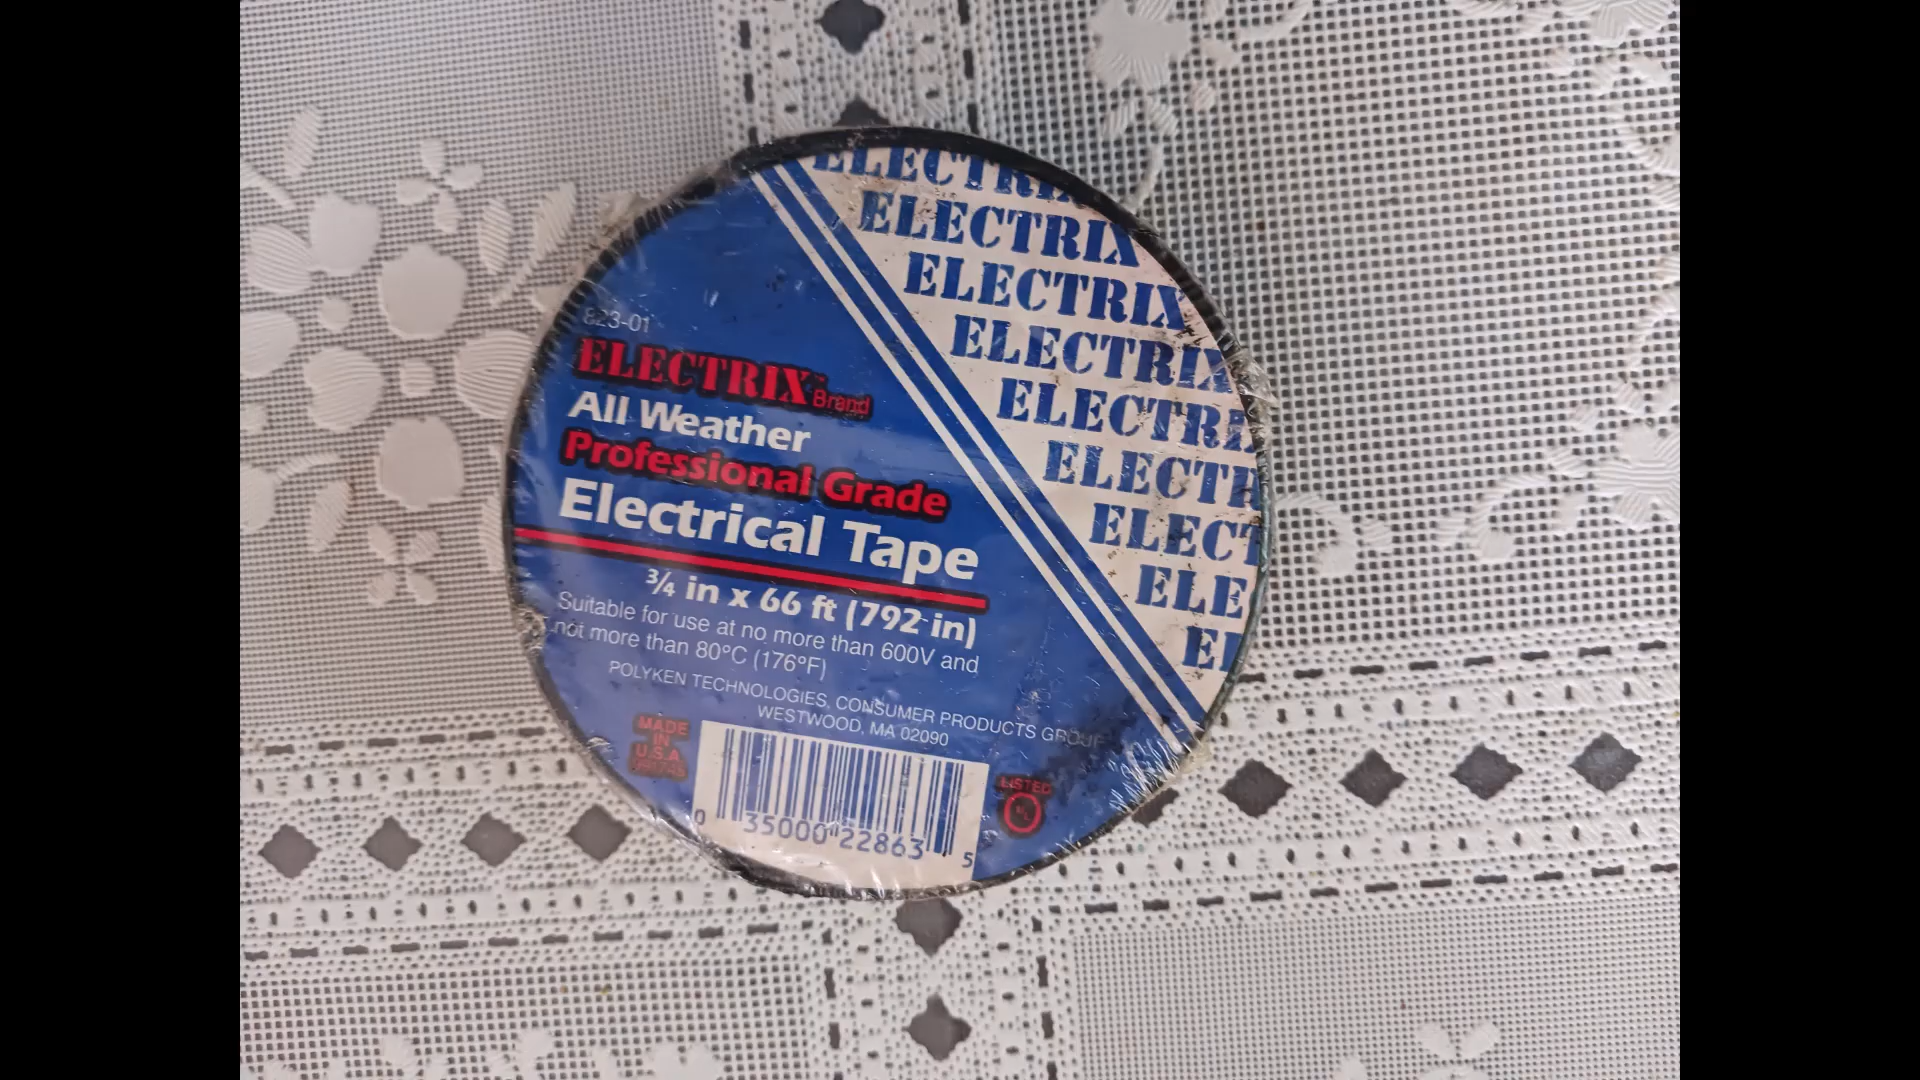 ELECTRIX
ELECTRIX
ELECTRIX
ELECTRIX
ELECTRIX
ELECTR
ELECT
ELE
EL
823-01
ELECTRIX™ Brand
All Weather
Professional Grade
Electrical Tape
¾ in x 66 ft (792 in)
Suitable for use at no more than 600V and
not more than 80°C (176°F)
POLYKEN TECHNOLOGIES, CONSUMER PRODUCTS GROUP
WESTWOOD, MA 02090
MADE
IN
U.S.A.
LISTED
UL
0 35000 22863 5